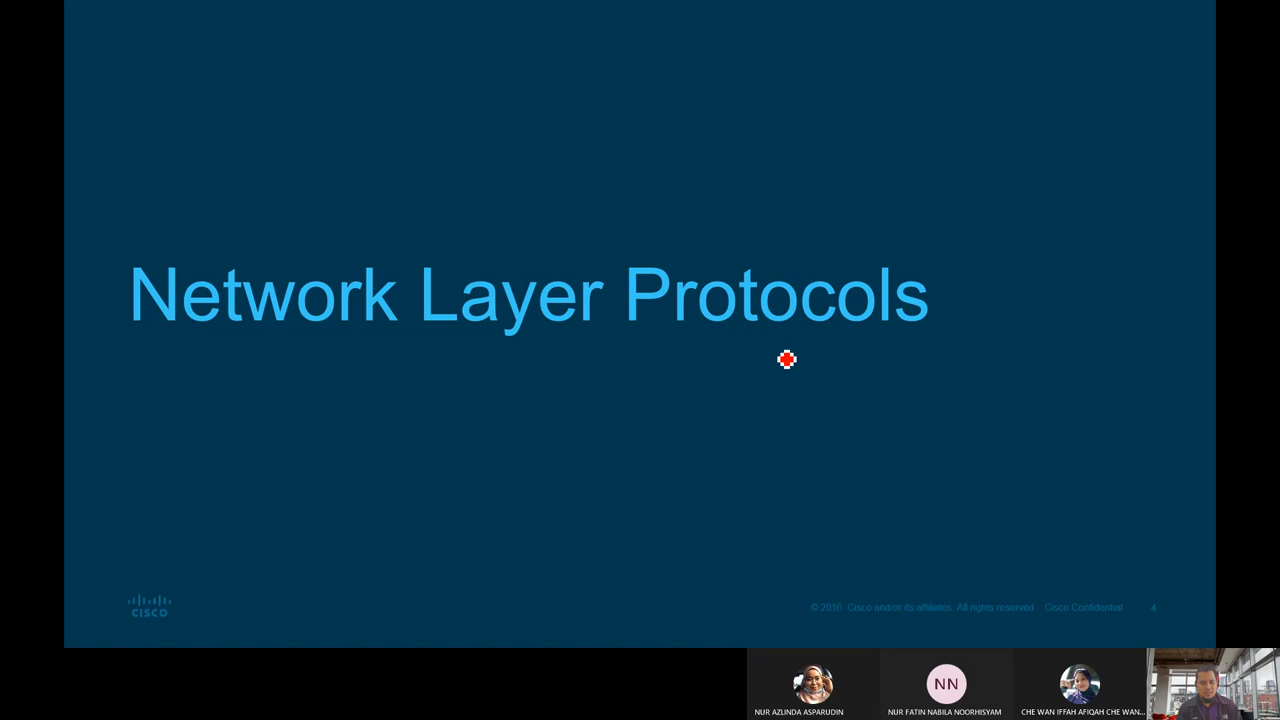 Network Layer Protocols
CISCO
© 2016 Cisco and/or its affiliates. All rights reserved Cisco Confidential 4
NN
NUR AZLINDA ASPARUDIN
NUR FATIN NABILA NOORHISYAM
CHE WAN IFFAH AFIQAH CHE WAN...